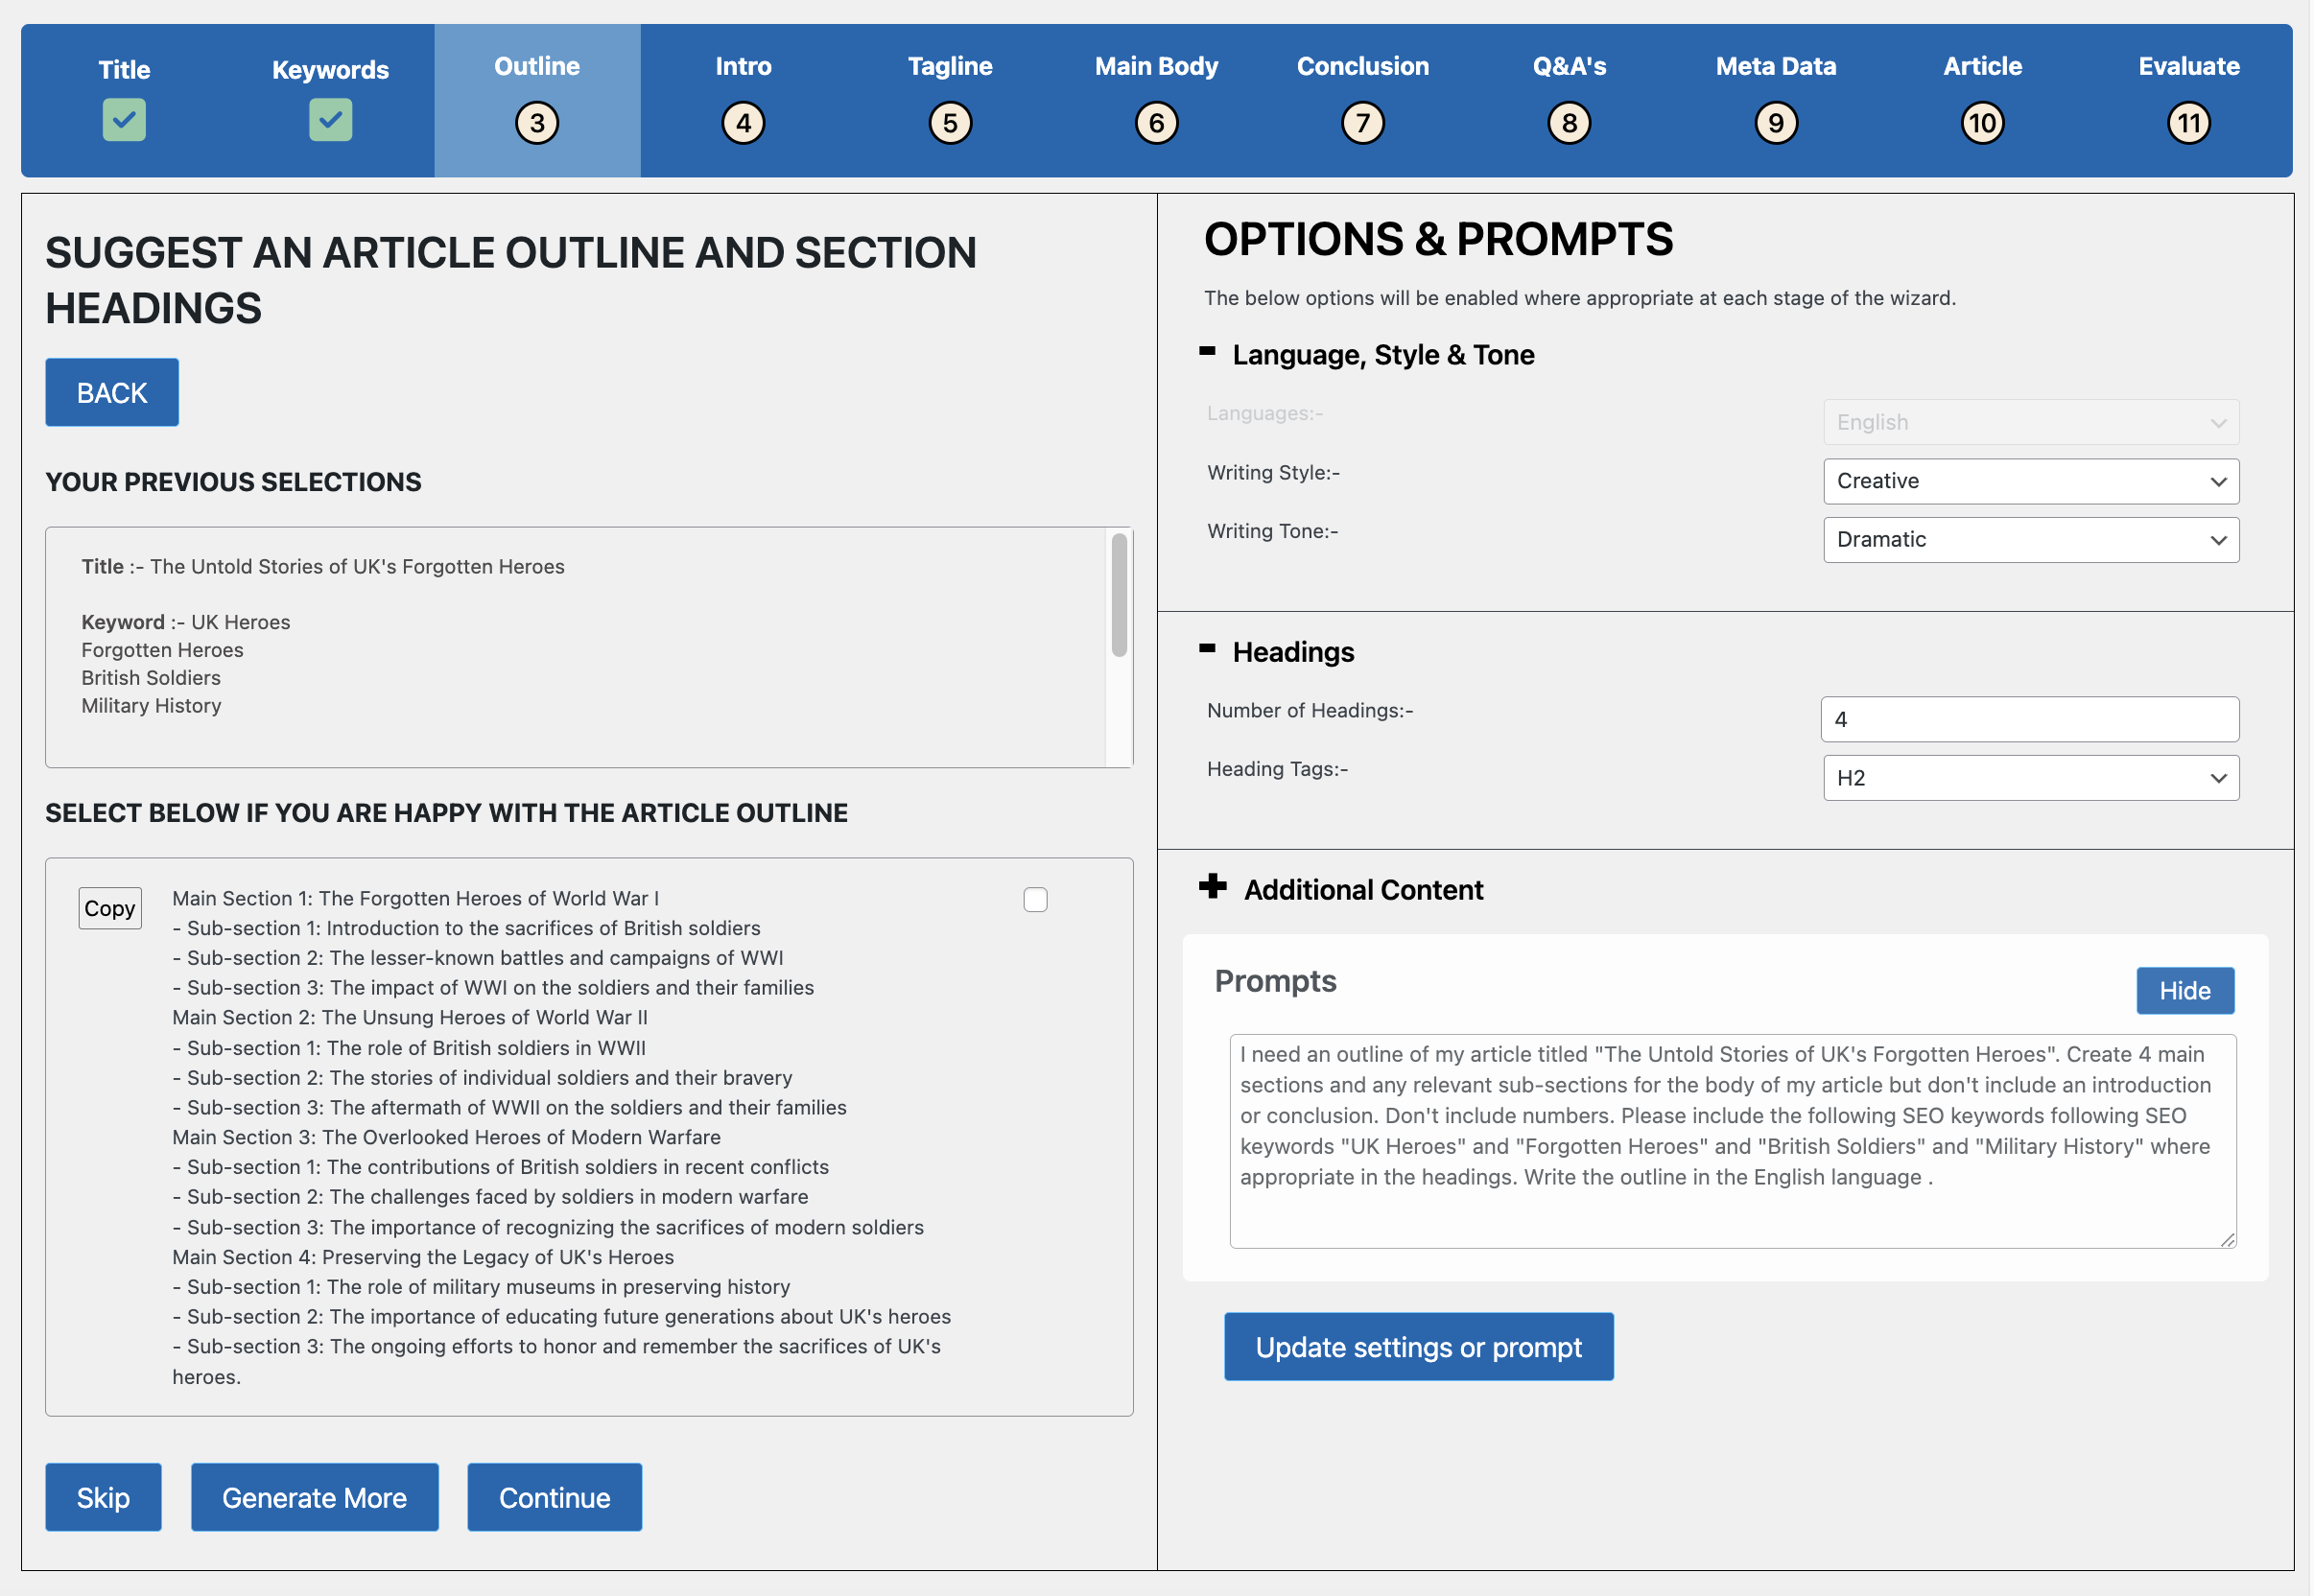 Title
Keywords
Outline
3
Intro
4
Tagline
5
Main Body
6
Conclusion
7
Q&A's
8
Meta Data
9
Article
10
Evaluate
11
SUGGEST AN ARTICLE OUTLINE AND SECTION
HEADINGS
BACK
YOUR PREVIOUS SELECTIONS
Title :- The Untold Stories of UK's Forgotten Heroes
Keyword :- UK Heroes
Forgotten Heroes
British Soldiers
Military History
SELECT BELOW IF YOU ARE HAPPY WITH THE ARTICLE OUTLINE
Copy
Main Section 1: The Forgotten Heroes of World War I
- Sub-section 1: Introduction to the sacrifices of British soldiers
- Sub-section 2: The lesser-known battles and campaigns of WWI
- Sub-section 3: The impact of WWI on the soldiers and their families
Main Section 2: The Unsung Heroes of World War II
- Sub-section 1: The role of British soldiers in WWII
- Sub-section 2: The stories of individual soldiers and their bravery
- Sub-section 3: The aftermath of WWII on the soldiers and their families
Main Section 3: The Overlooked Heroes of Modern Warfare
- Sub-section 1: The contributions of British soldiers in recent conflicts
- Sub-section 2: The challenges faced by soldiers in modern warfare
- Sub-section 3: The importance of recognizing the sacrifices of modern soldiers
Main Section 4: Preserving the Legacy of UK's Heroes
- Sub-section 1: The role of military museums in preserving history
- Sub-section 2: The importance of educating future generations about UK's heroes
- Sub-section 3: The ongoing efforts to honor and remember the sacrifices of UK's
heroes.
Skip
Generate More
Continue
OPTIONS & PROMPTS
The below options will be enabled where appropriate at each stage of the wizard.
Language, Style & Tone
Languages:-
English
Writing Style:-
Creative
Writing Tone:-
Dramatic
Headings
Number of Headings:-
4
Heading Tags:-
H2
Additional Content
Prompts
Hide
I need an outline of my article titled "The Untold Stories of UK's Forgotten Heroes". Create 4 main
sections and any relevant sub-sections for the body of my article but don't include an introduction
or conclusion. Don't include numbers. Please include the following SEO keywords following SEO
keywords "UK Heroes" and "Forgotten Heroes" and "British Soldiers" and "Military History" where
appropriate in the headings. Write the outline in the English language .
Update settings or prompt